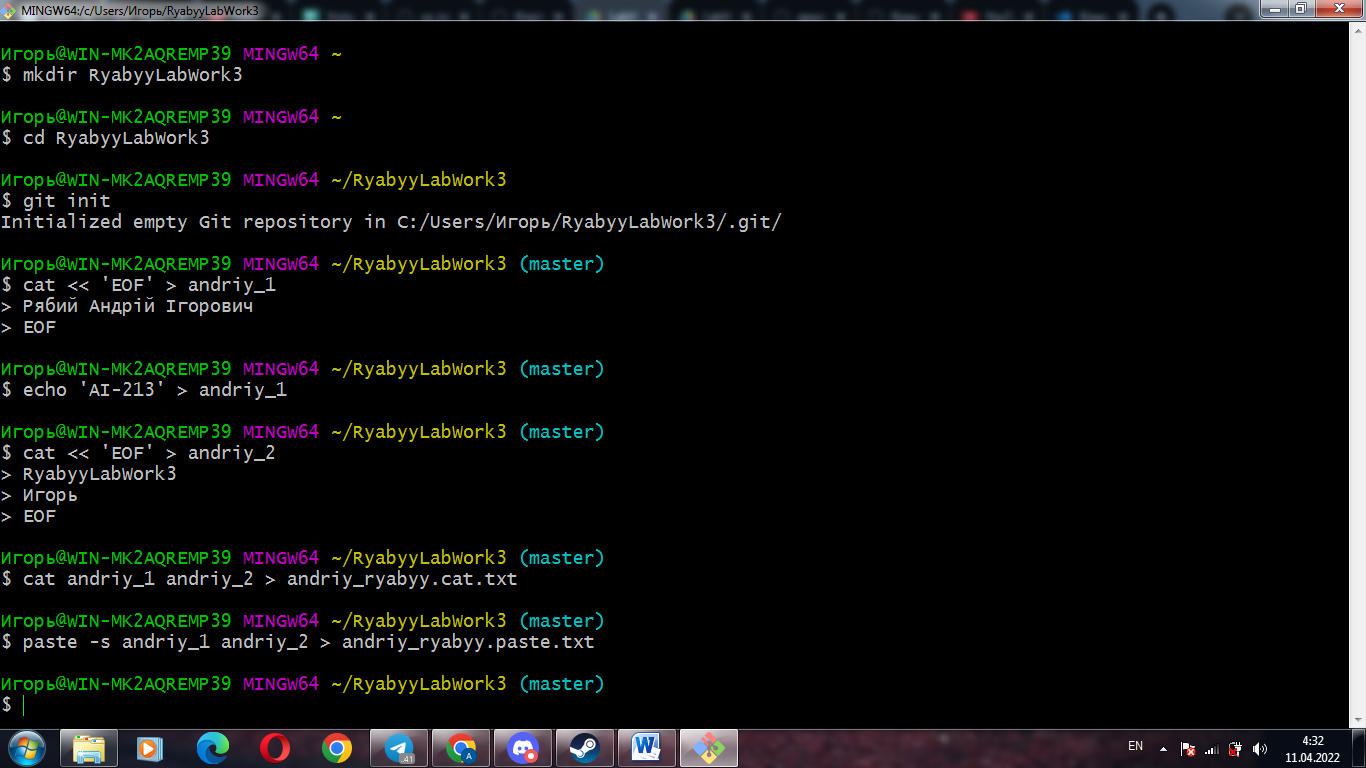 MINGW64:/c/Users/Игорь/RyabyyLabWork3
Игорь@WIN-MK2AQREMP39 MINGW64 ~
$ mkdir RyabyyLabWork3
Игорь@WIN-MK2AQREMP39 MINGW64 ~
$ cd RyabyyLabWork3
Игорь@WIN-MK2AQREMP39 MINGW64 ~/RyabyyLabWork3
$ git init
Initialized empty Git repository in C:/Users/Игорь/RyabyyLabWork3/.git/
Игорь@WIN-MK2AQREMP39 MINGW64 ~/RyabyyLabWork3 (master)
$ cat << 'EOF' > andriy_1
> Рябий Андрій Ігорович
> EOF
Игорь@WIN-MK2AQREMP39 MINGW64 ~/RyabyyLabWork3 (master)
$ echo 'AI-213' > andriy_1
Игорь@WIN-MK2AQREMP39 MINGW64 ~/RyabyyLabWork3 (master)
$ cat << 'EOF' > andriy_2
> RyabyyLabWork3
> Игорь
> EOF
Игорь@WIN-MK2AQREMP39 MINGW64 ~/RyabyyLabWork3 (master)
$ cat andriy_1 andriy_2 > andriy_ryabyy.cat.txt
Игорь@WIN-MK2AQREMP39 MINGW64 ~/RyabyyLabWork3 (master)
$ paste -s andriy_1 andriy_2 > andriy_ryabyy.paste.txt
Игорь@WIN-MK2AQREMP39 MINGW64 ~/RyabyyLabWork3 (master)
$
41
A
W
EN
4:32
11.04.2022